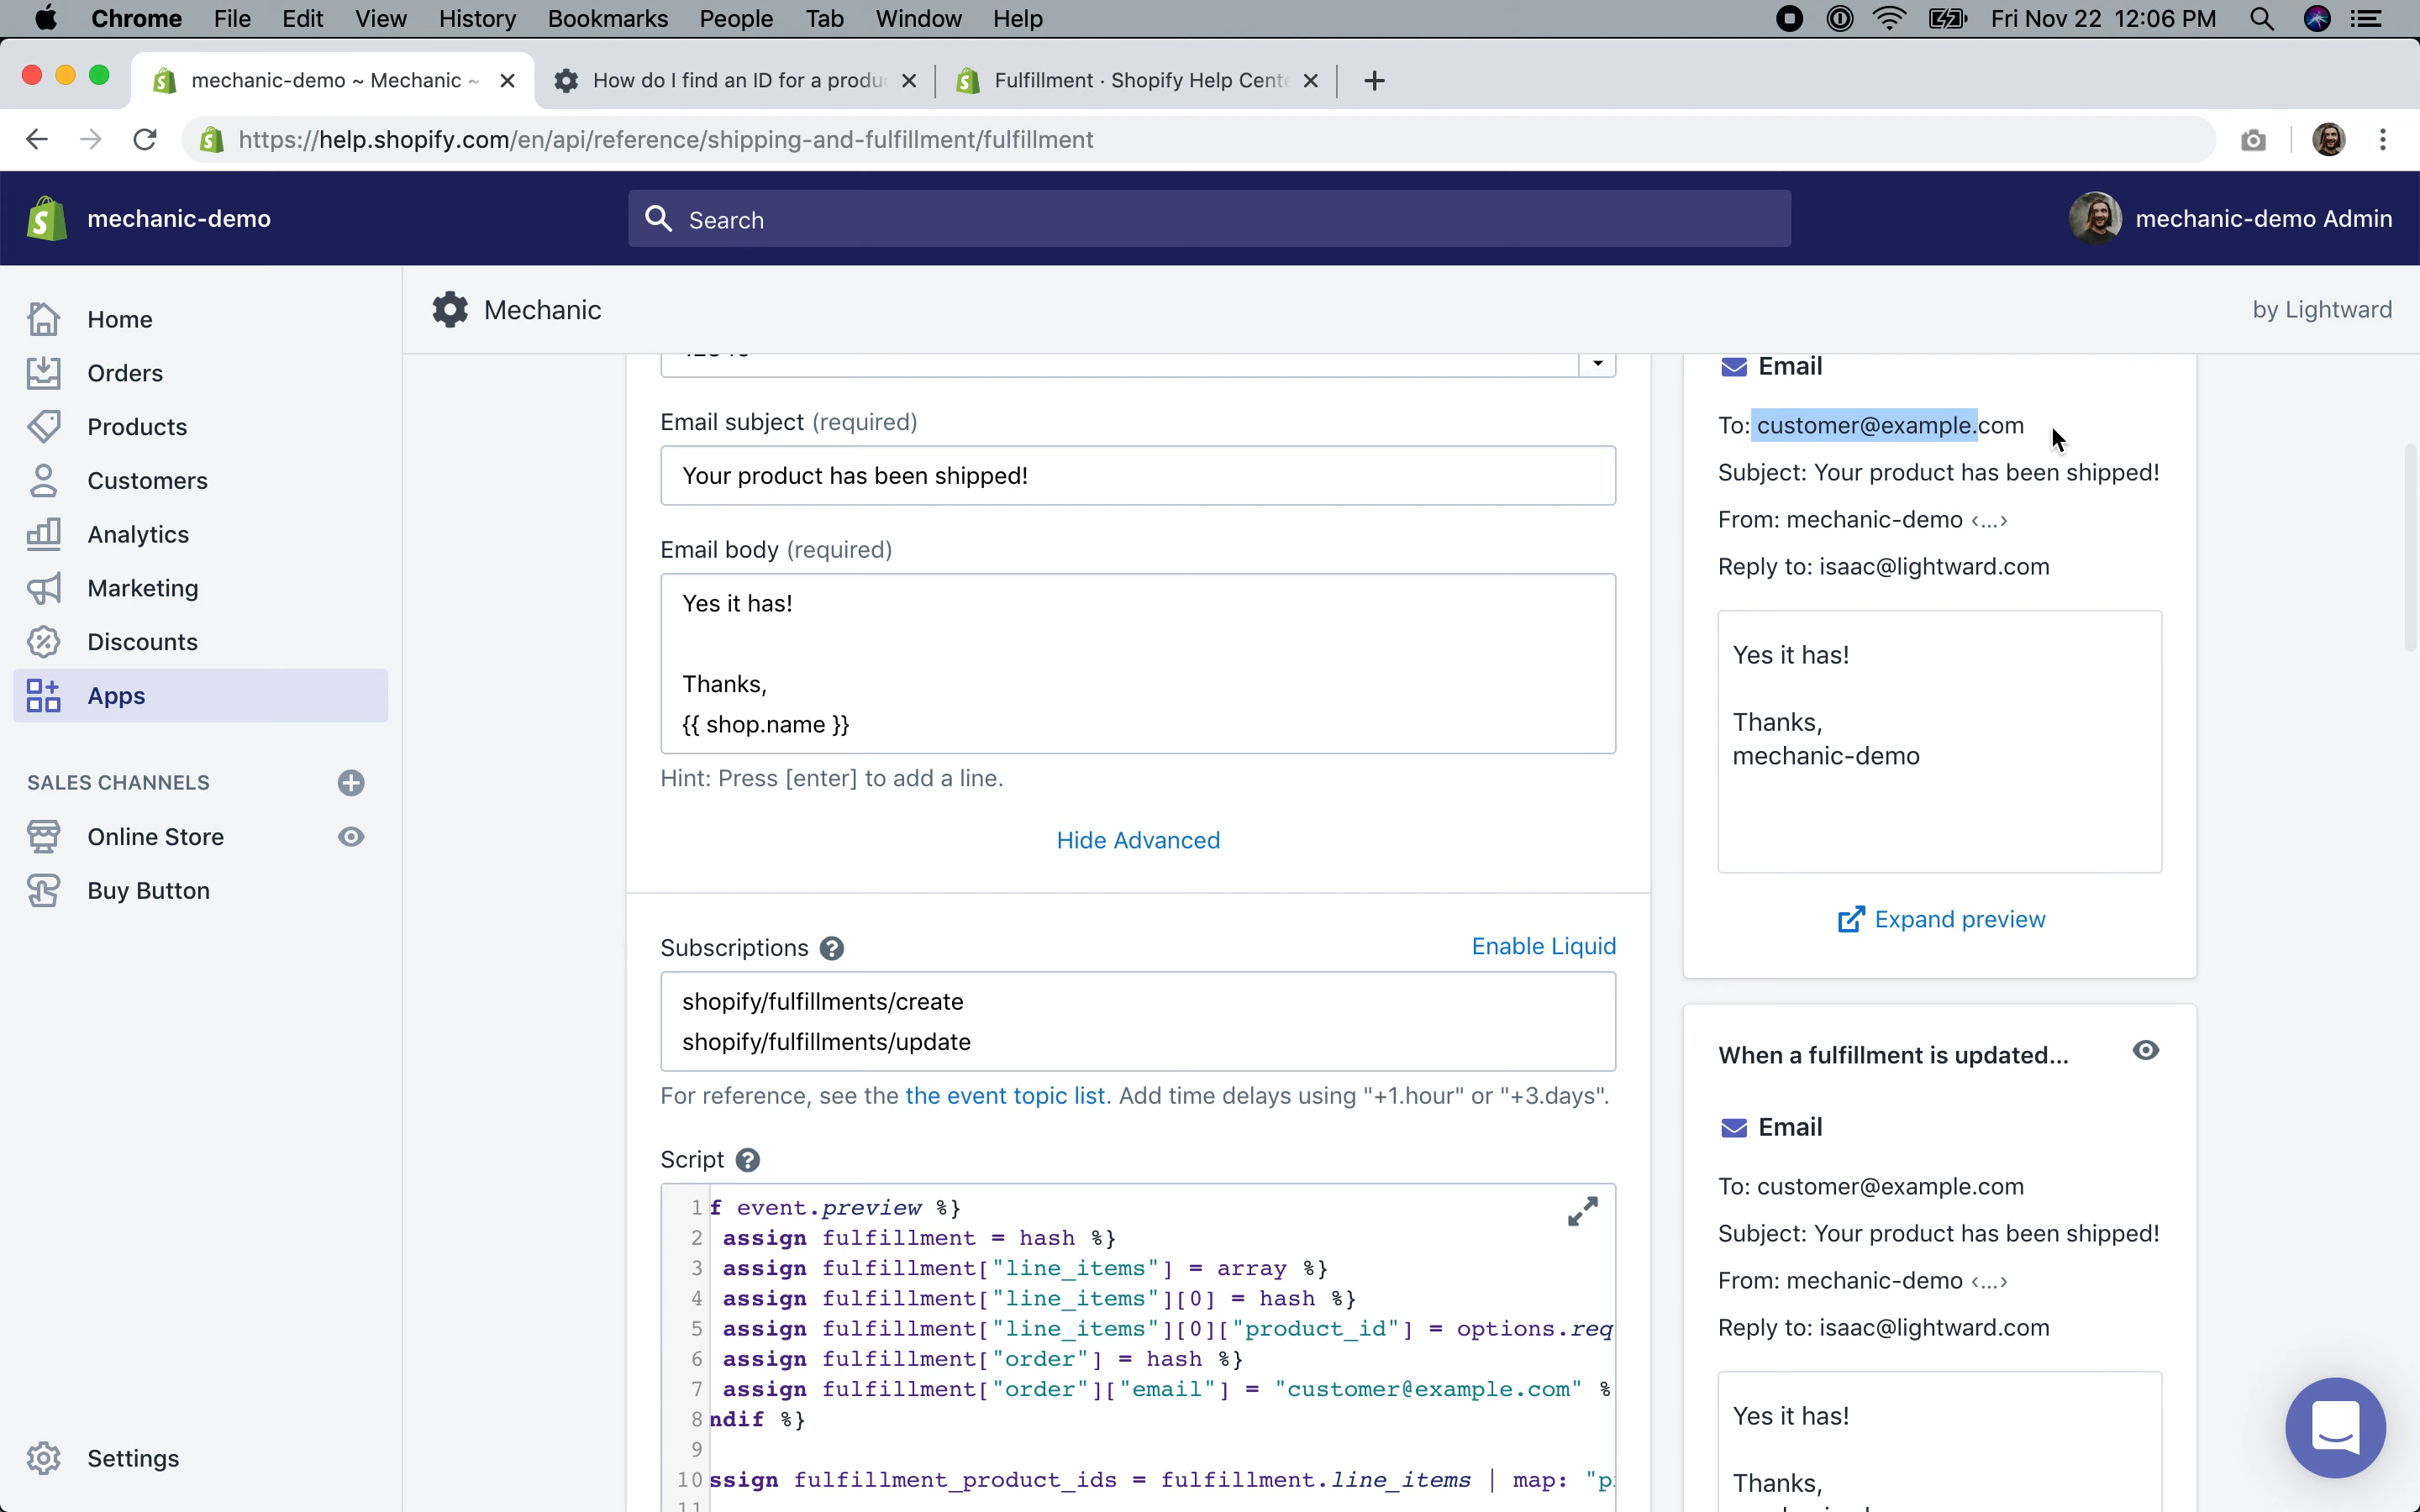 Chrome File Edit View History Bookmarks People Tab Window Help Fri Nov 22 12:06 PM
mechanic-demo ~ Mechanic ~ How do I find an ID for a produ Fulfillment · Shopify Help Cent
https://help.shopify.com/en/api/reference/shipping-and-fulfillment/fulfillment
mechanic-demo Search mechanic-demo Admin
Mechanic by Lightward
Home
Orders
Products
Customers
Analytics
Marketing
Discounts
Apps
SALES CHANNELS
Online Store
Buy Button
Settings
Email subject (required)
Your product has been shipped!
Email body (required)
Yes it has!
Thanks,
{{ shop.name }}
Hint: Press [enter] to add a line.
Hide Advanced
Subscriptions ? Enable Liquid
shopify/fulfillments/create
shopify/fulfillments/update
For reference, see the the event topic list. Add time delays using "+1.hour" or "+3.days".
Script ?
1 f event.preview %}
2 assign fulfillment = hash %}
3 assign fulfillment["line_items"] = array %}
4 assign fulfillment["line_items"][0] = hash %}
5 assign fulfillment["line_items"][0]["product_id"] = options.req
6 assign fulfillment["order"] = hash %}
7 assign fulfillment["order"]["email"] = "customer@example.com" %
8 ndif %}
9
10 ssign fulfillment_product_ids = fulfillment.line_items | map: "p
11
Email
To: customer@example.com
Subject: Your product has been shipped!
From: mechanic-demo <...>
Reply to: isaac@lightward.com
Yes it has!
Thanks,
mechanic-demo
Expand preview
When a fulfillment is updated...
Email
To: customer@example.com
Subject: Your product has been shipped!
From: mechanic-demo <...>
Reply to: isaac@lightward.com
Yes it has!
Thanks,